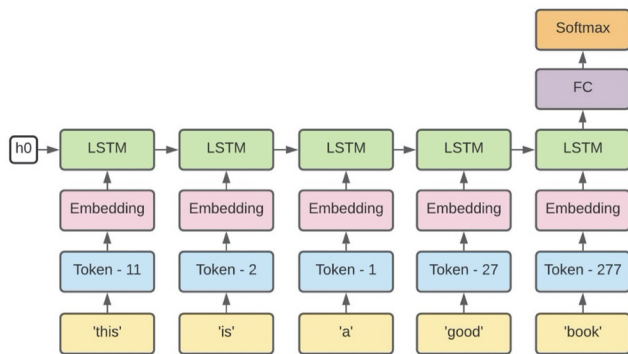 Softmax
FC
h0 LSTM LSTM LSTM LSTM LSTM
Embedding Embedding Embedding Embedding Embedding
Token - 11 Token - 2 Token - 1 Token - 27 Token - 277
'this' 'is' 'a' 'good' 'book'